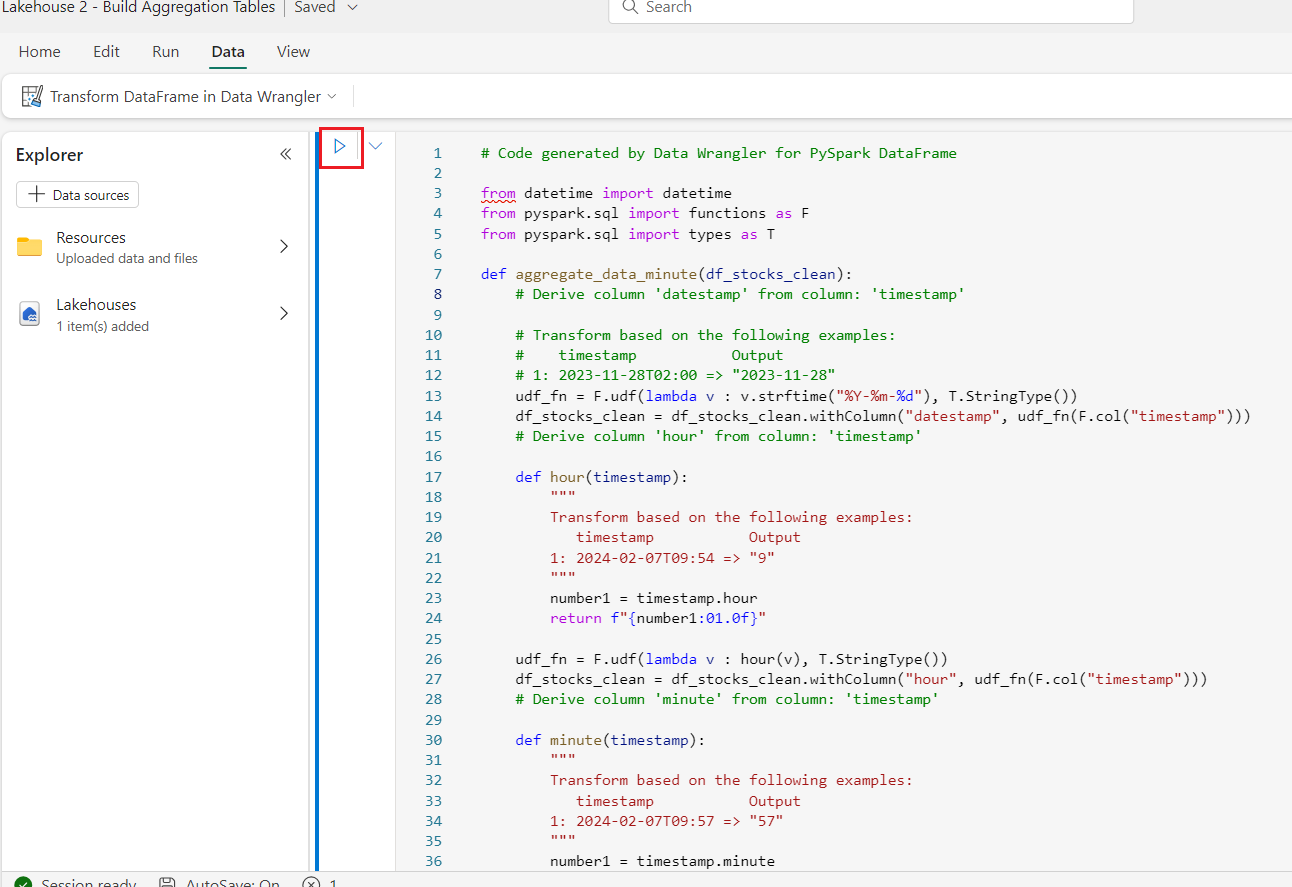 Lakehouse 2 - Build Aggregation Tables
Saved
Search
Home
Edit
Run
Data
View
Transform DataFrame in Data Wrangler
Explorer
Data sources
Resources
Uploaded data and files
Lakehouses
1 item(s) added
1 # Code generated by Data Wrangler for PySpark DataFrame
2
3 from datetime import datetime
4 from pyspark.sql import functions as F
5 from pyspark.sql import types as T
6
7 def aggregate_data_minute(df_stocks_clean):
8     # Derive column 'datestamp' from column: 'timestamp'
9
10     # Transform based on the following examples:
11     #    timestamp           Output
12     # 1: 2023-11-28T02:00 => "2023-11-28"
13     udf_fn = F.udf(lambda v : v.strftime("%Y-%m-%d"), T.StringType())
14     df_stocks_clean = df_stocks_clean.withColumn("datestamp", udf_fn(F.col("timestamp")))
15     # Derive column 'hour' from column: 'timestamp'
16
17     def hour(timestamp):
18         """
19         Transform based on the following examples:
20            timestamp           Output
21         1: 2024-02-07T09:54 => "9"
22         """
23         number1 = timestamp.hour
24         return f"{number1:01.0f}"
25
26     udf_fn = F.udf(lambda v : hour(v), T.StringType())
27     df_stocks_clean = df_stocks_clean.withColumn("hour", udf_fn(F.col("timestamp")))
28     # Derive column 'minute' from column: 'timestamp'
29
30     def minute(timestamp):
31         """
32         Transform based on the following examples:
33            timestamp           Output
34         1: 2024-02-07T09:57 => "57"
35         """
36         number1 = timestamp.minute
Session ready
AutoSave: On
1